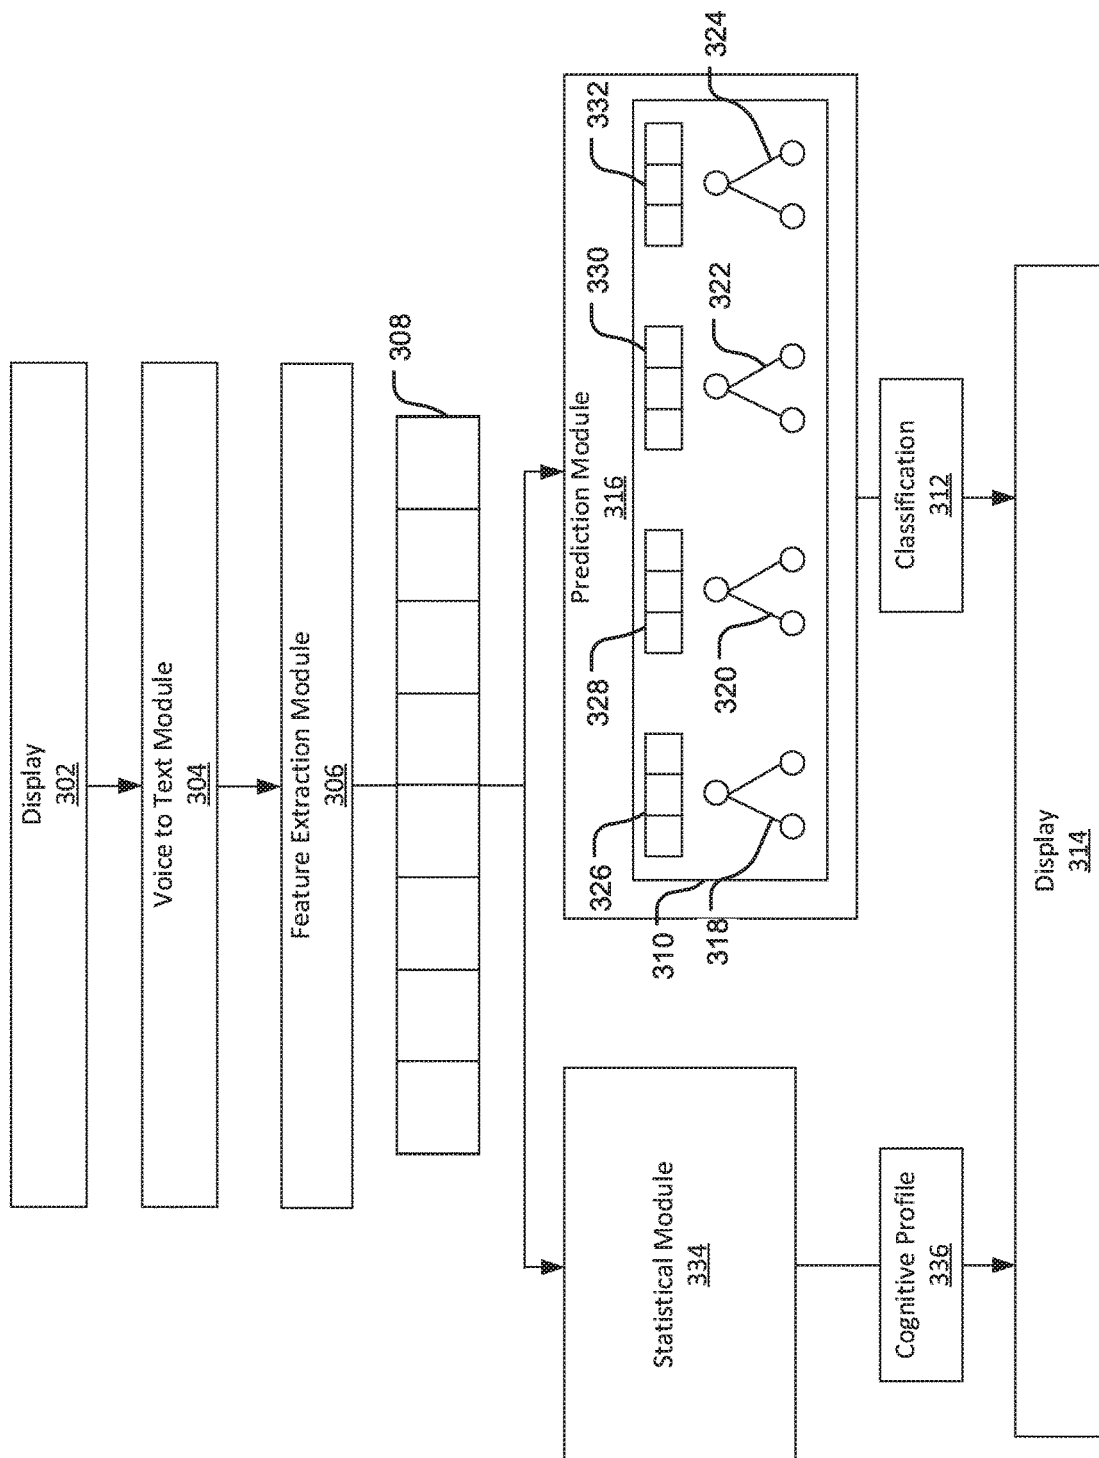 Display
302
Voice to Text Module
304
Feature Extraction Module
306
308
Statistical Module
334
Prediction Module
316
326
328
330
332
310
318
320
322
324
Cognitive Profile
336
Classification
312
Display
314